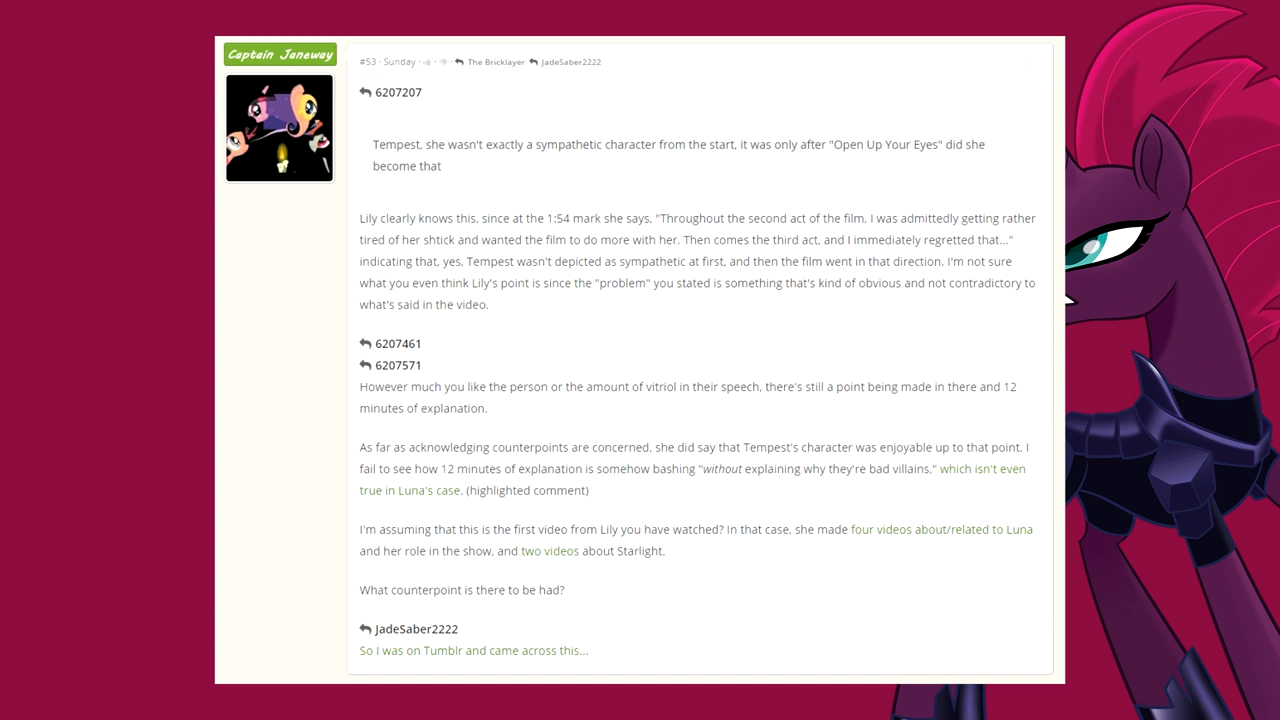 Captain Janeway
#53 · Sunday · · · The Bricklayer JadeSaber2222
6207207
Tempest, she wasn't exactly a sympathetic character from the start, it was only after "Open Up Your Eyes" did she
become that
Lily clearly knows this, since at the 1:54 mark she says, "Throughout the second act of the film, I was admittedly getting rather
tired of her shtick and wanted the film to do more with her. Then comes the third act, and I immediately regretted that..."
indicating that, yes, Tempest wasn't depicted as sympathetic at first, and then the film went in that direction. I'm not sure
what you even think Lily's point is since the "problem" you stated is something that's kind of obvious and not contradictory to
what's said in the video.
6207461
6207571
However much you like the person or the amount of vitriol in their speech, there's still a point being made in there and 12
minutes of explanation.
As far as acknowledging counterpoints are concerned, she did say that Tempest's character was enjoyable up to that point. I
fail to see how 12 minutes of explanation is somehow bashing "without explaining why they're bad villains," which isn't even
true in Luna's case. (highlighted comment)
I'm assuming that this is the first video from Lily you have watched? In that case, she made four videos about/related to Luna
and her role in the show, and two videos about Starlight.
What counterpoint is there to be had?
JadeSaber2222
So I was on Tumblr and came across this...